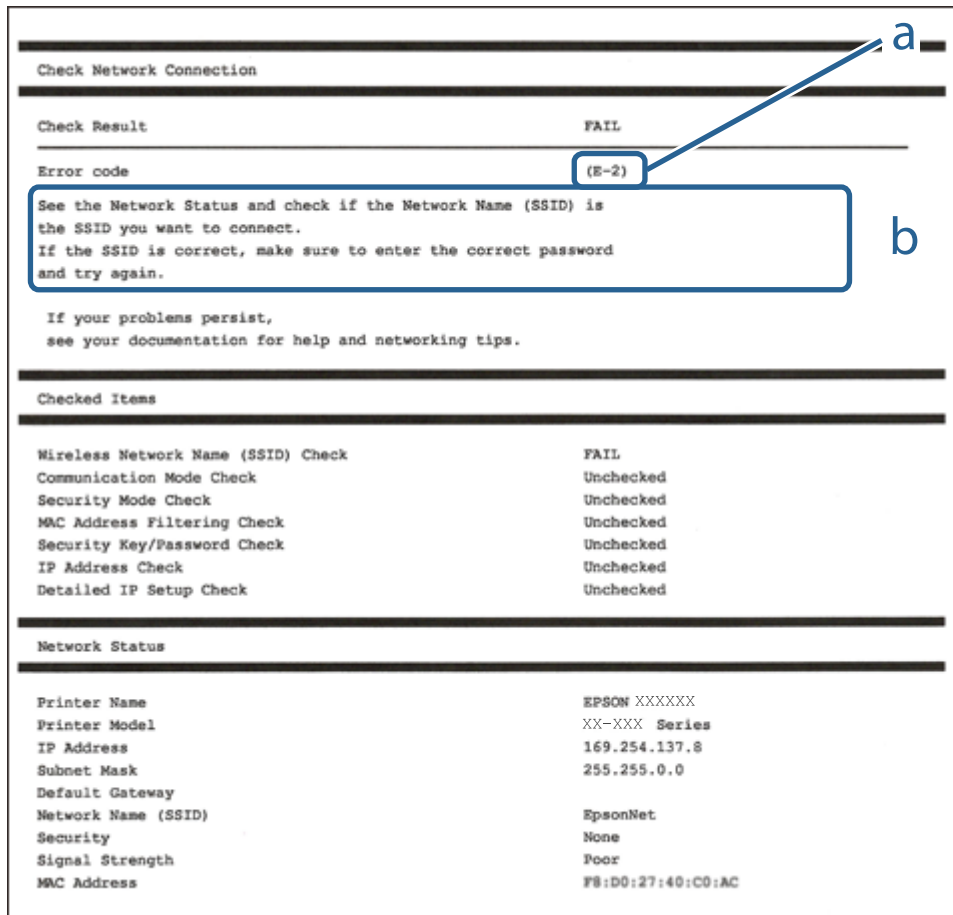 a
Check Network Connection
Check Result FAIL
Error code (E-2)
See the Network Status and check if the Network Name (SSID) is
the SSID you want to connect.
If the SSID is correct, make sure to enter the correct password
and try again.
b
If your problems persist,
see your documentation for help and networking tips.
Checked Items
Wireless Network Name (SSID) Check FAIL
Communication Mode Check Unchecked
Security Mode Check Unchecked
MAC Address Filtering Check Unchecked
Security Key/Password Check Unchecked
IP Address Check Unchecked
Detailed IP Setup Check Unchecked
Network Status
Printer Name EPSON XXXXXX
Printer Model XX-XXX Series
IP Address 169.254.137.8
Subnet Mask 255.255.0.0
Default Gateway
Network Name (SSID) EpsonNet
Security None
Signal Strength Poor
MAC Address F8:D0:27:40:C0:AC